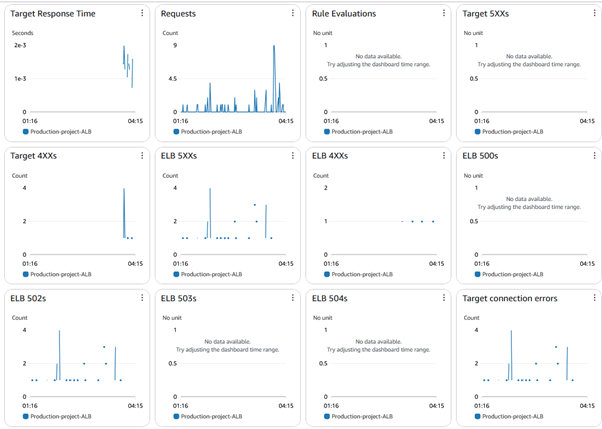 Target Response Time
Seconds
2e-3
1e-3
0
01:16 04:15
Production-project-ALB
Requests
Count
9
4.5
0
01:16 04:15
Production-project-ALB
Rule Evaluations
No unit
1
No data available.
Try adjusting the dashboard time range.
0.5
0
01:16 04:15
Production-project-ALB
Target 5XXs
No unit
1
No data available.
Try adjusting the dashboard time range.
0.5
0
01:16 04:15
Production-project-ALB
Target 4XXs
Count
4
2
0
01:16 04:15
Production-project-ALB
ELB 5XXs
Count
4
2
0
01:16 04:15
Production-project-ALB
ELB 4XXs
Count
2
1
0
01:16 04:15
Production-project-ALB
ELB 500s
No unit
1
No data available.
Try adjusting the dashboard time range.
0.5
0
01:16 04:15
Production-project-ALB
ELB 502s
Count
4
2
0
01:16 04:15
Production-project-ALB
ELB 503s
No unit
1
No data available.
Try adjusting the dashboard time range.
0.5
0
01:16 04:15
Production-project-ALB
ELB 504s
No unit
1
No data available.
Try adjusting the dashboard time range.
0.5
0
01:16 04:15
Production-project-ALB
Target connection errors
Count
4
2
0
01:16 04:15
Production-project-ALB